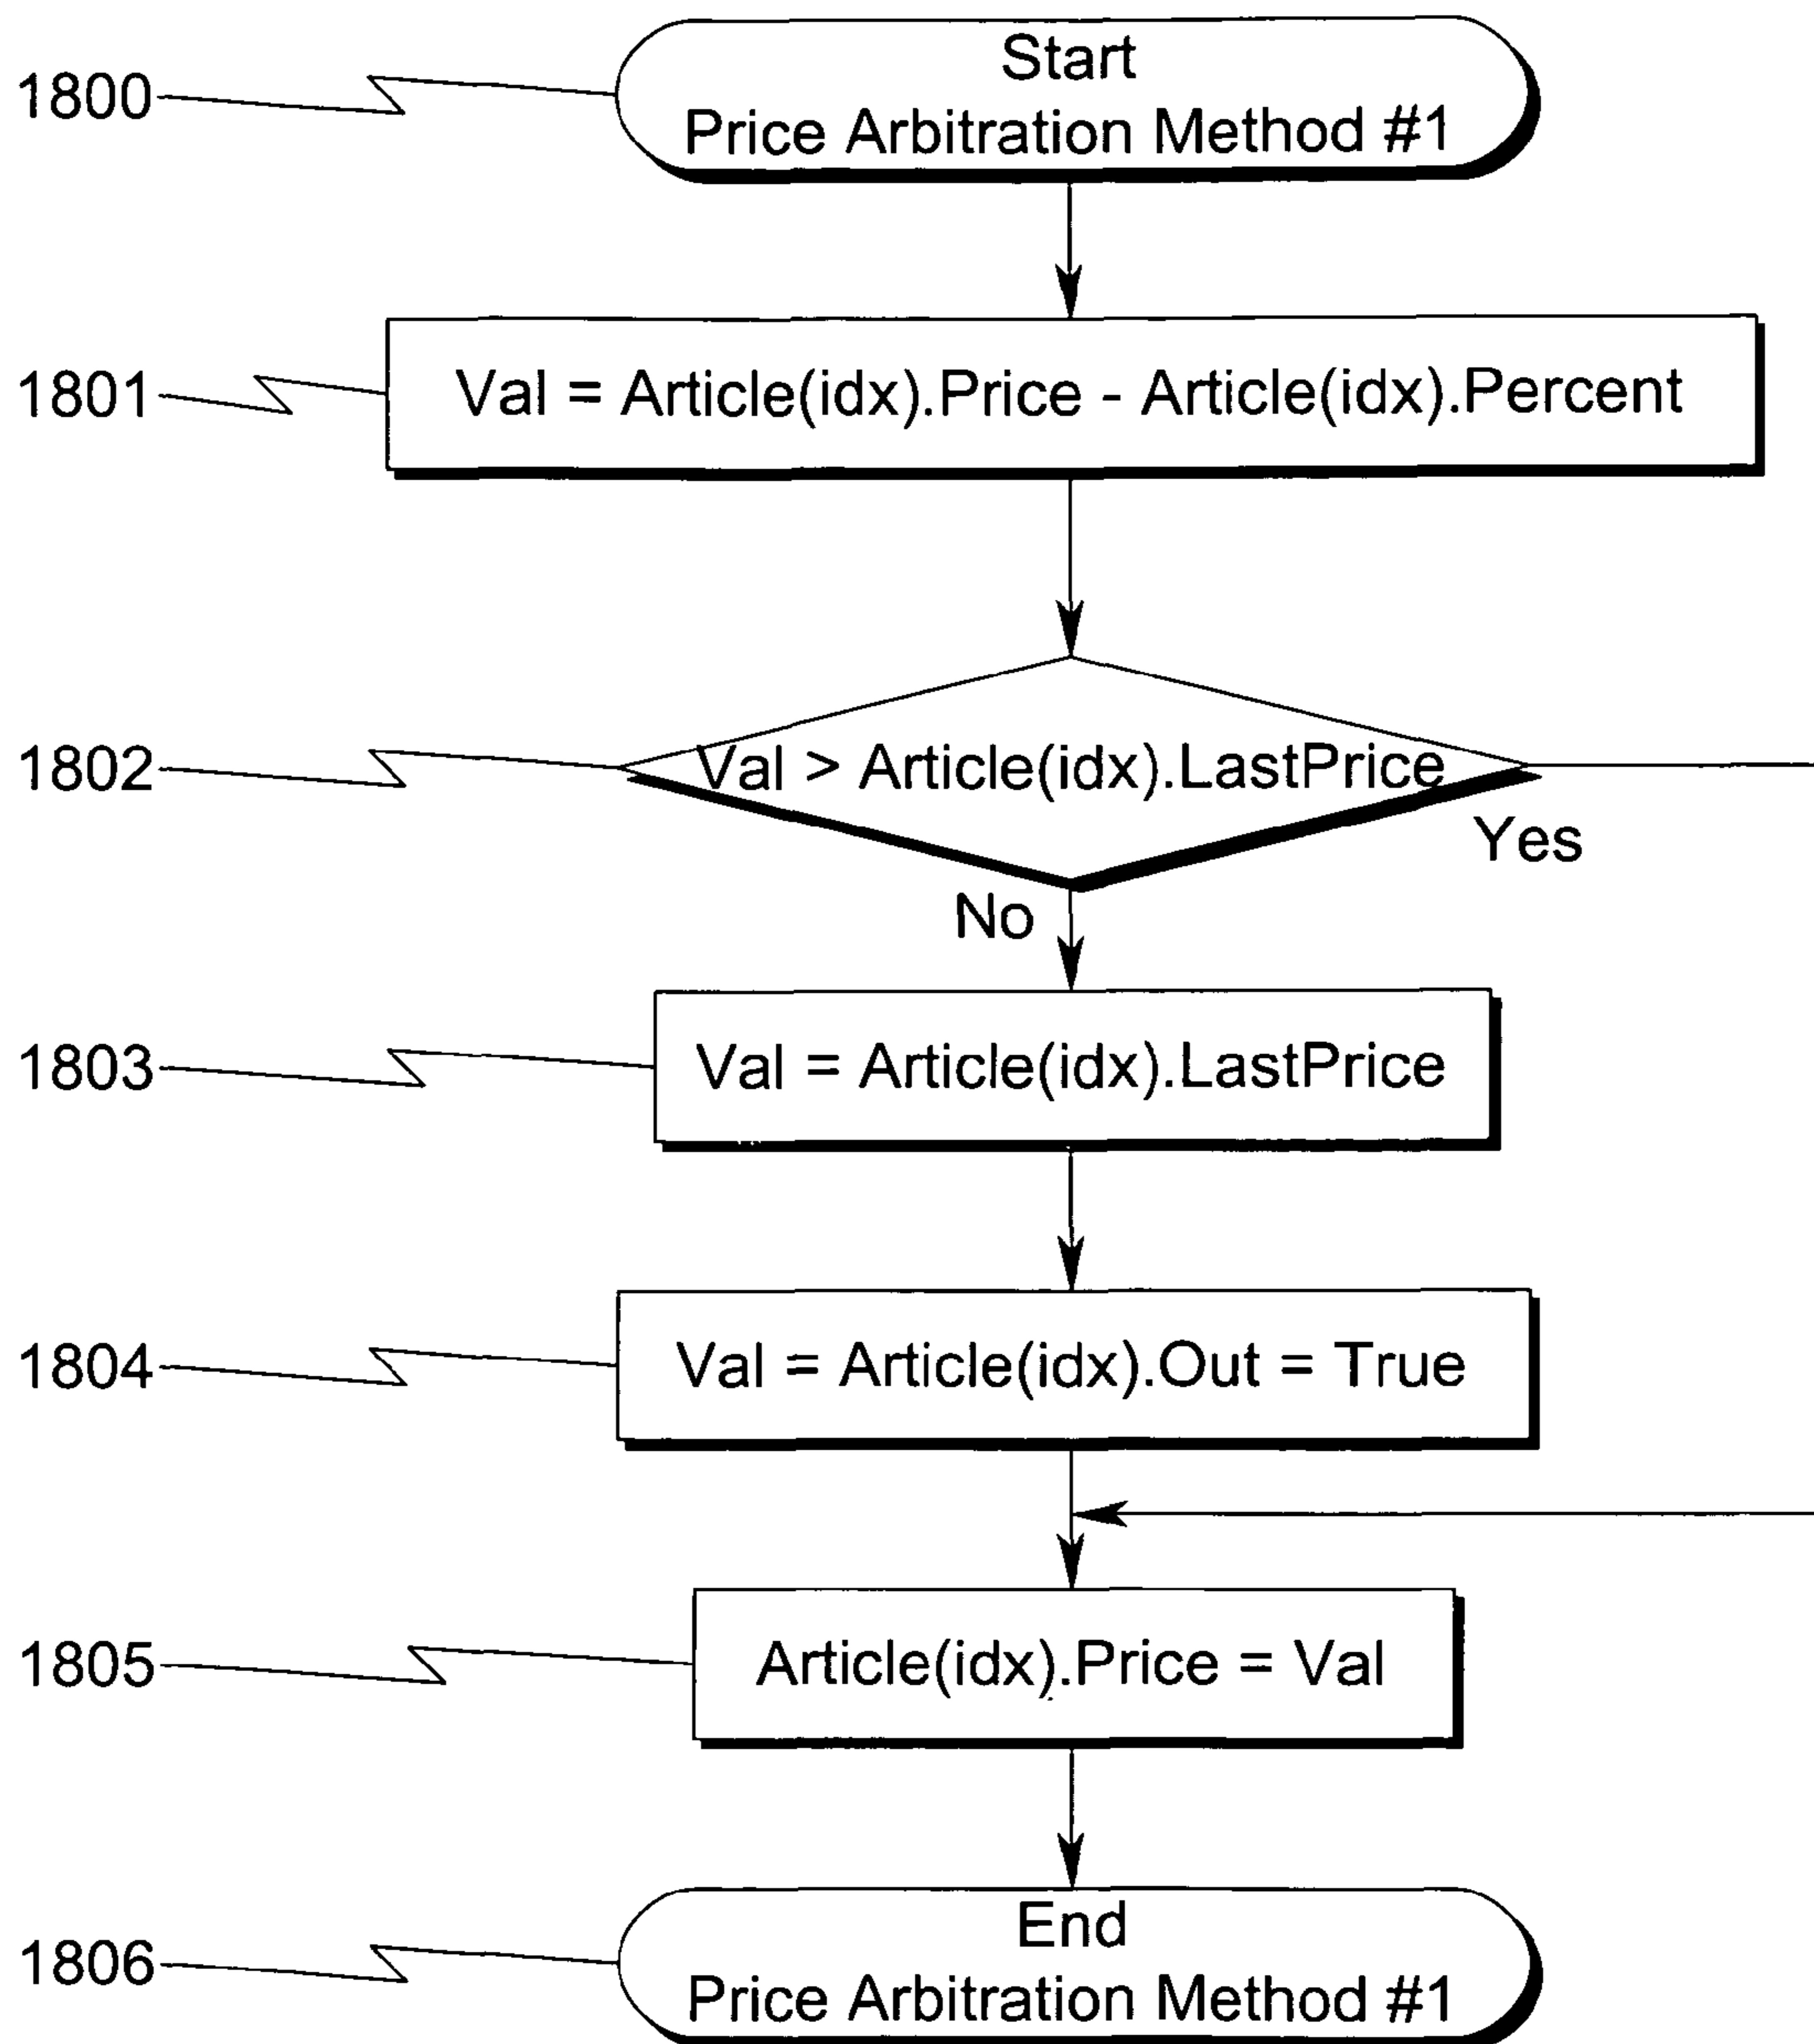 Start
1800
Price Arbitration Method #1
1801
Val = Article(idx).Price - Article(idx).Percent
1802
Val > Article(idx).LastPrice
Yes
No
1803
Val = Article(idx).LastPrice
1804
Val = Article(idx).Out = True
1805
Article(idx).Price = Val
End
1806
Price Arbitration Method #1